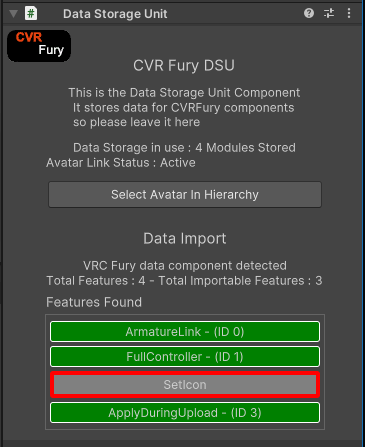 Data Storage Unit
CVR
Fury
CVR Fury DSU
This is the Data Storage Unit Component
It stores data for CVRFury components
so please leave it here
Data Storage in use : 4 Modules Stored
Avatar Link Status : Active
Select Avatar In Hierarchy
Data Import
VRC Fury data component detected
Total Features : 4 - Total Importable Features : 3
Features Found
ArmatureLink - (ID 0)
FullController - (ID 1)
SetIcon
ApplyDuringUpload - (ID 3)